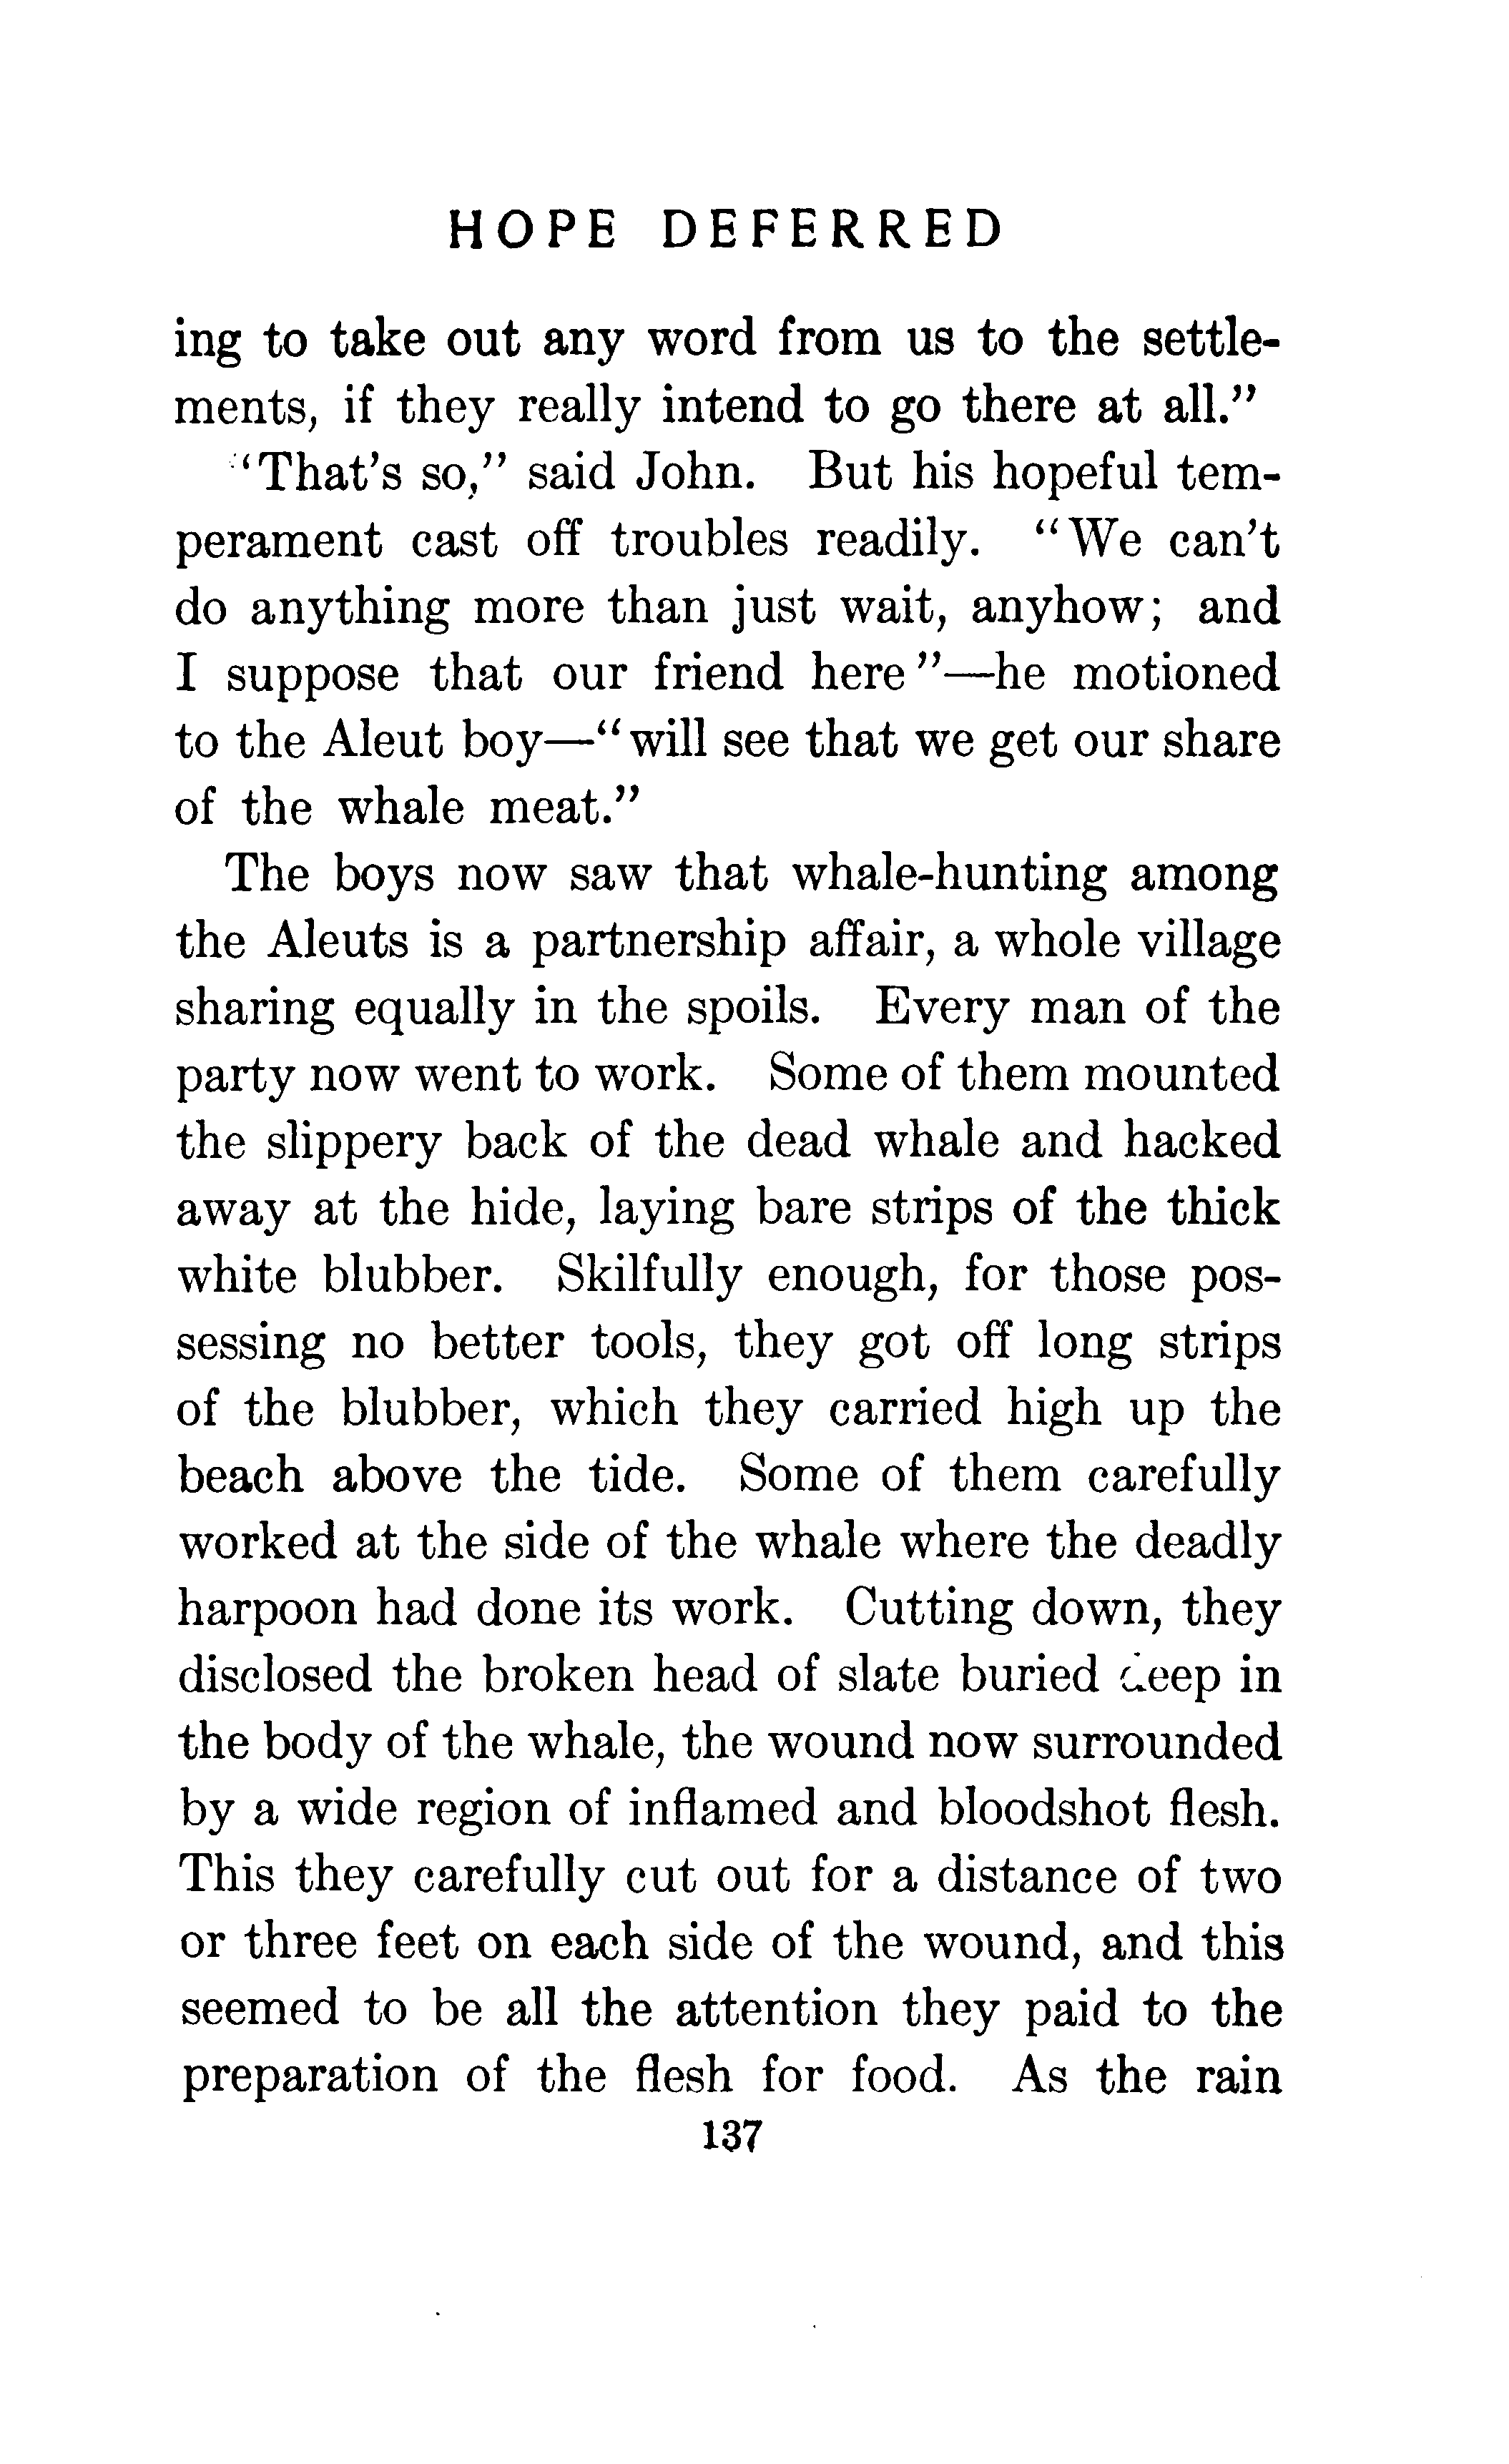 HOPE DEFERRED
ing to take out any word from us to the settle-
ments, if they really intend to go there at all.”
“That's so,” said John. But his hopeful tem-
perament cast off troubles readily. “We can't
do anything more than just wait, anyhow; and
I suppose that our friend here”—he motioned
to the Aleut boy—“will see that we get our share
of the whale meat.”
The boys now saw that whale-hunting among
the Aleuts is a partnership affair, a whole village
sharing equally in the spoils. Every man of the
party now went to work. Some of them mounted
the slippery back of the dead whale and hacked
away at the hide, laying bare strips of the thick
white blubber. Skilfully enough, for those pos-
sessing no better tools, they got off long strips
of the blubber, which they carried high up the
beach above the tide. Some of them carefully
worked at the side of the whale where the deadly
harpoon had done its work. Cutting down, they
disclosed the broken head of slate buried deep in
the body of the whale, the wound now surrounded
by a wide region of inflamed and bloodshot flesh.
This they carefully cut out for a distance of two
or three feet on each side of the wound, and this
seemed to be all the attention they paid to the
preparation of the flesh for food. As the rain
137